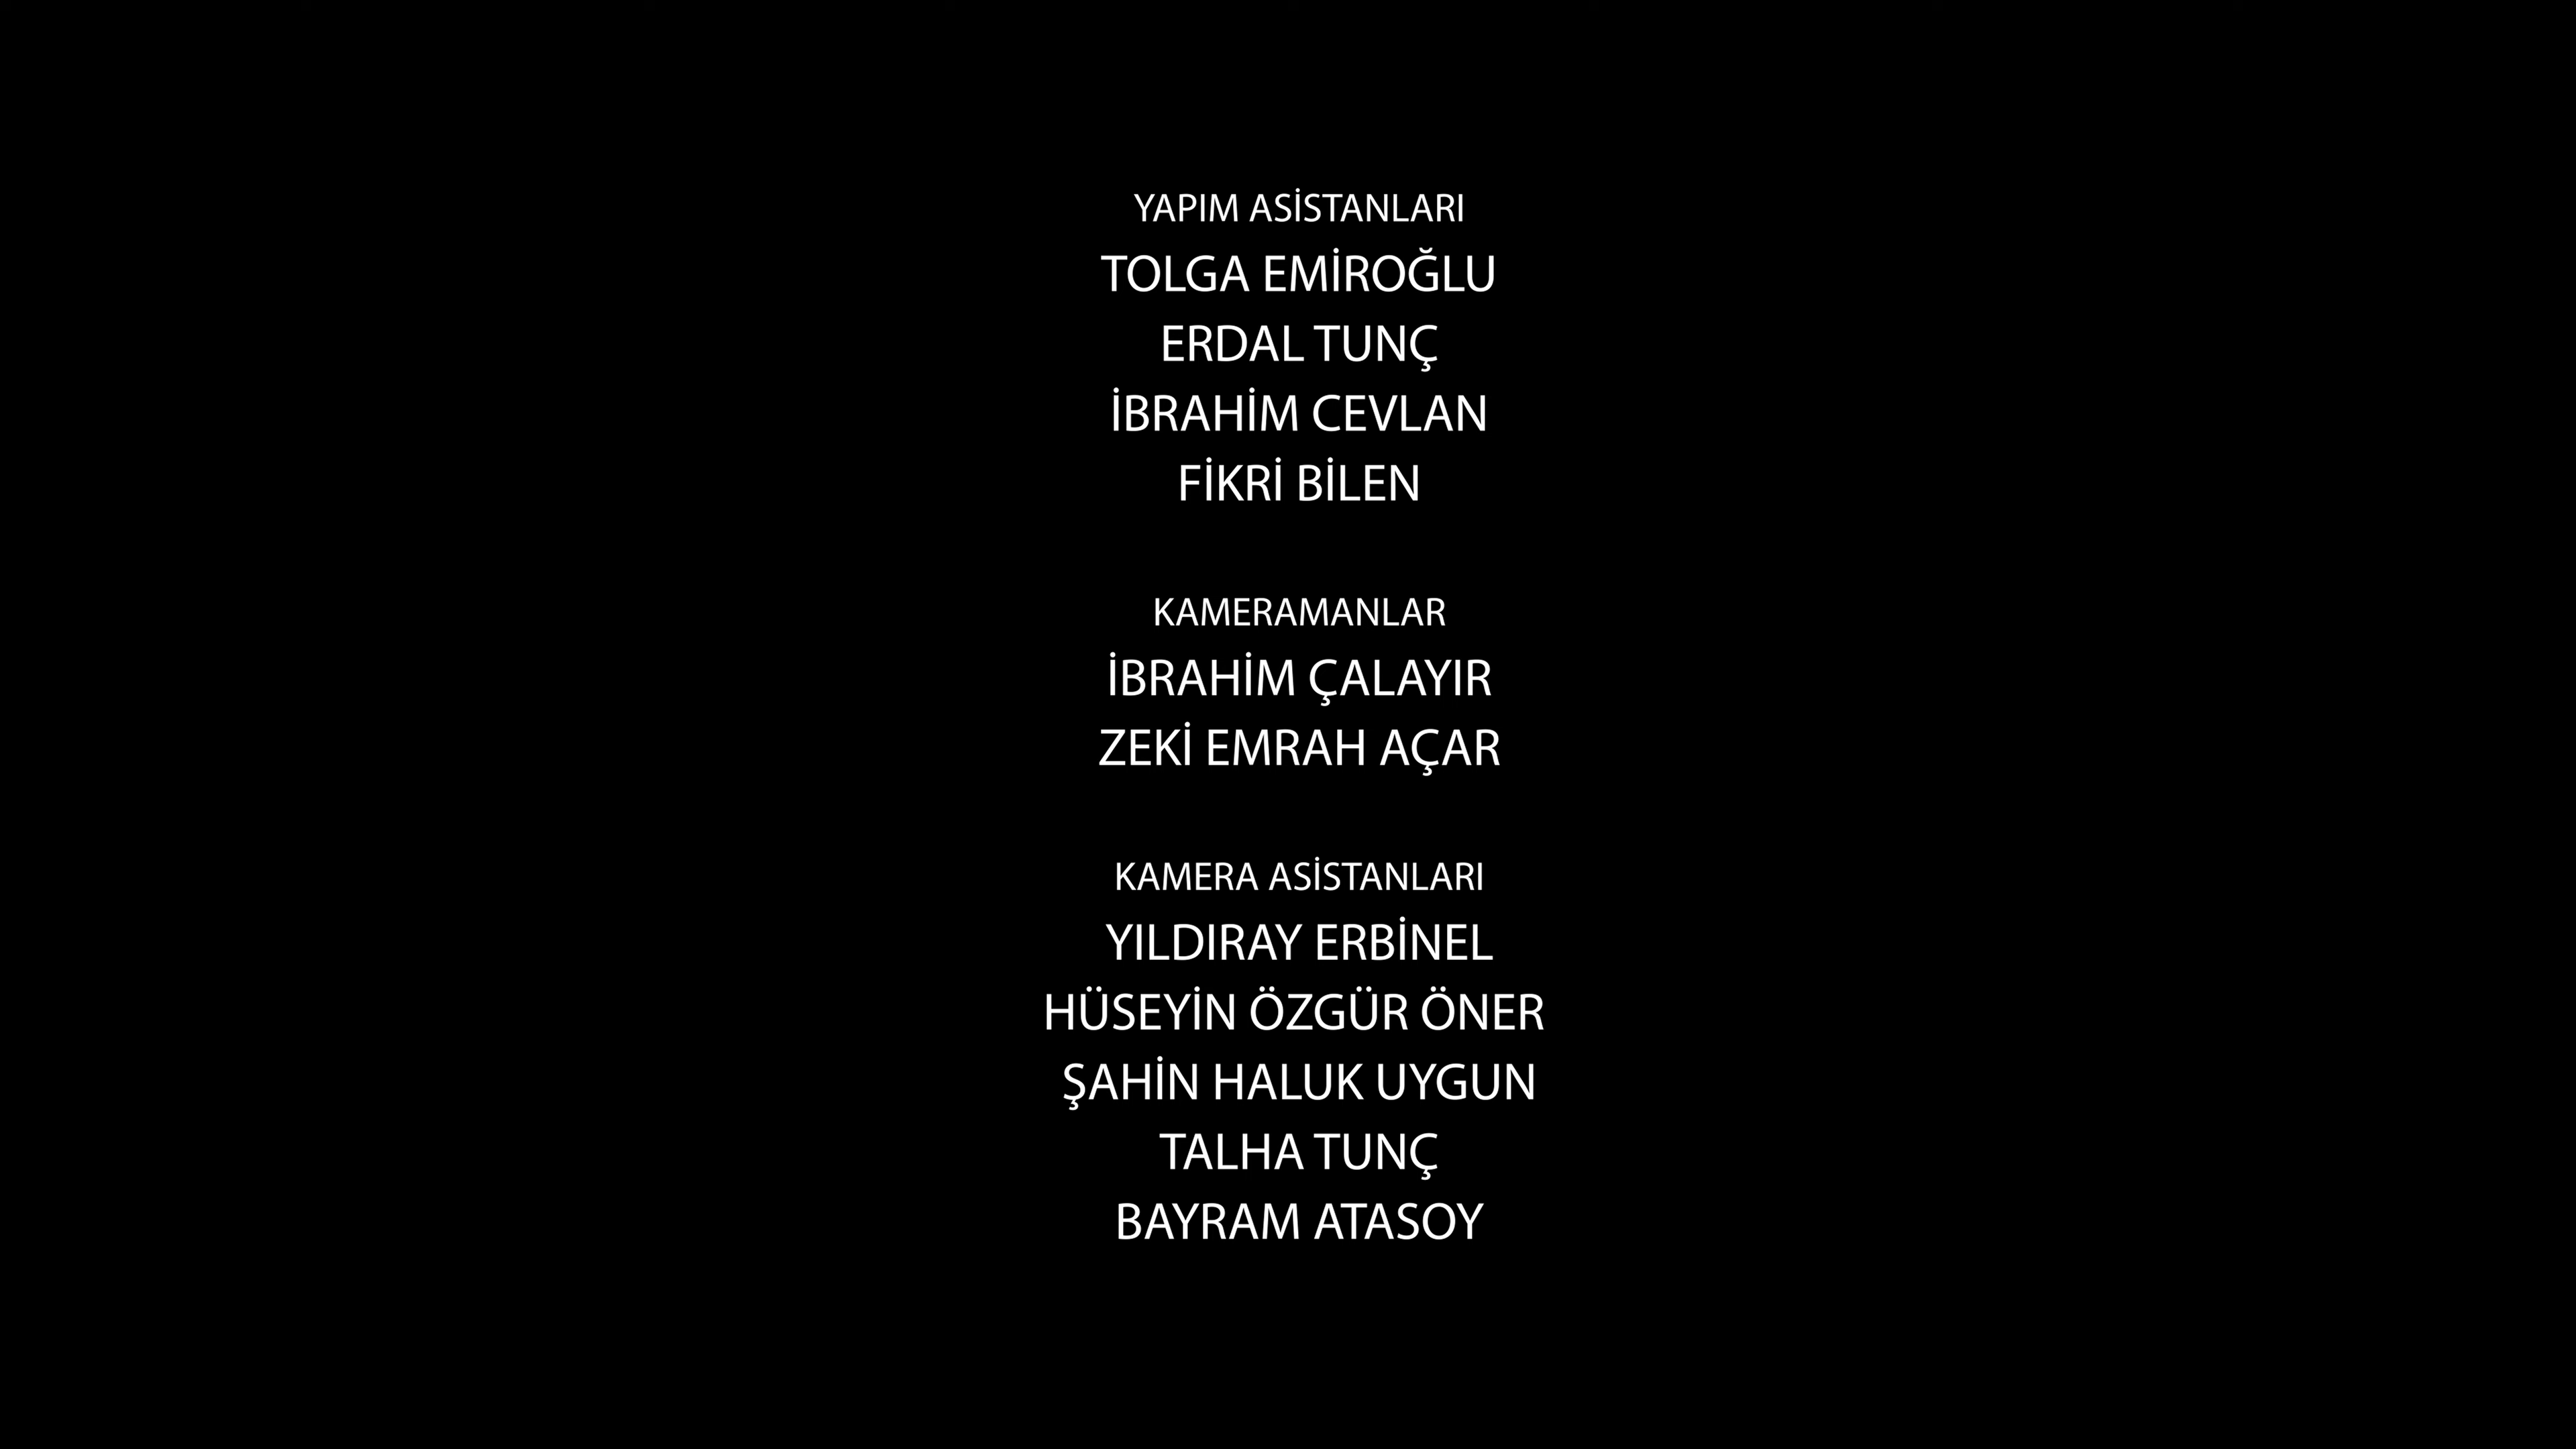 YAPIM ASİSTANLARI
TOLGA EMİROĞLU
ERDAL TUNÇ
İBRAHİM CEVLAN
FİKRİ BİLEN
KAMERAMANLAR
İBRAHİM ÇALAYIR
ZEKİ EMRAH AÇAR
KAMERA ASİSTANLARI
YILDIRAY ERBİNEL
HÜSEYİN ÖZGÜR ÖNER
ŞAHİN HALUK UYGUN
TALHA TUNÇ
BAYRAM ATASOY